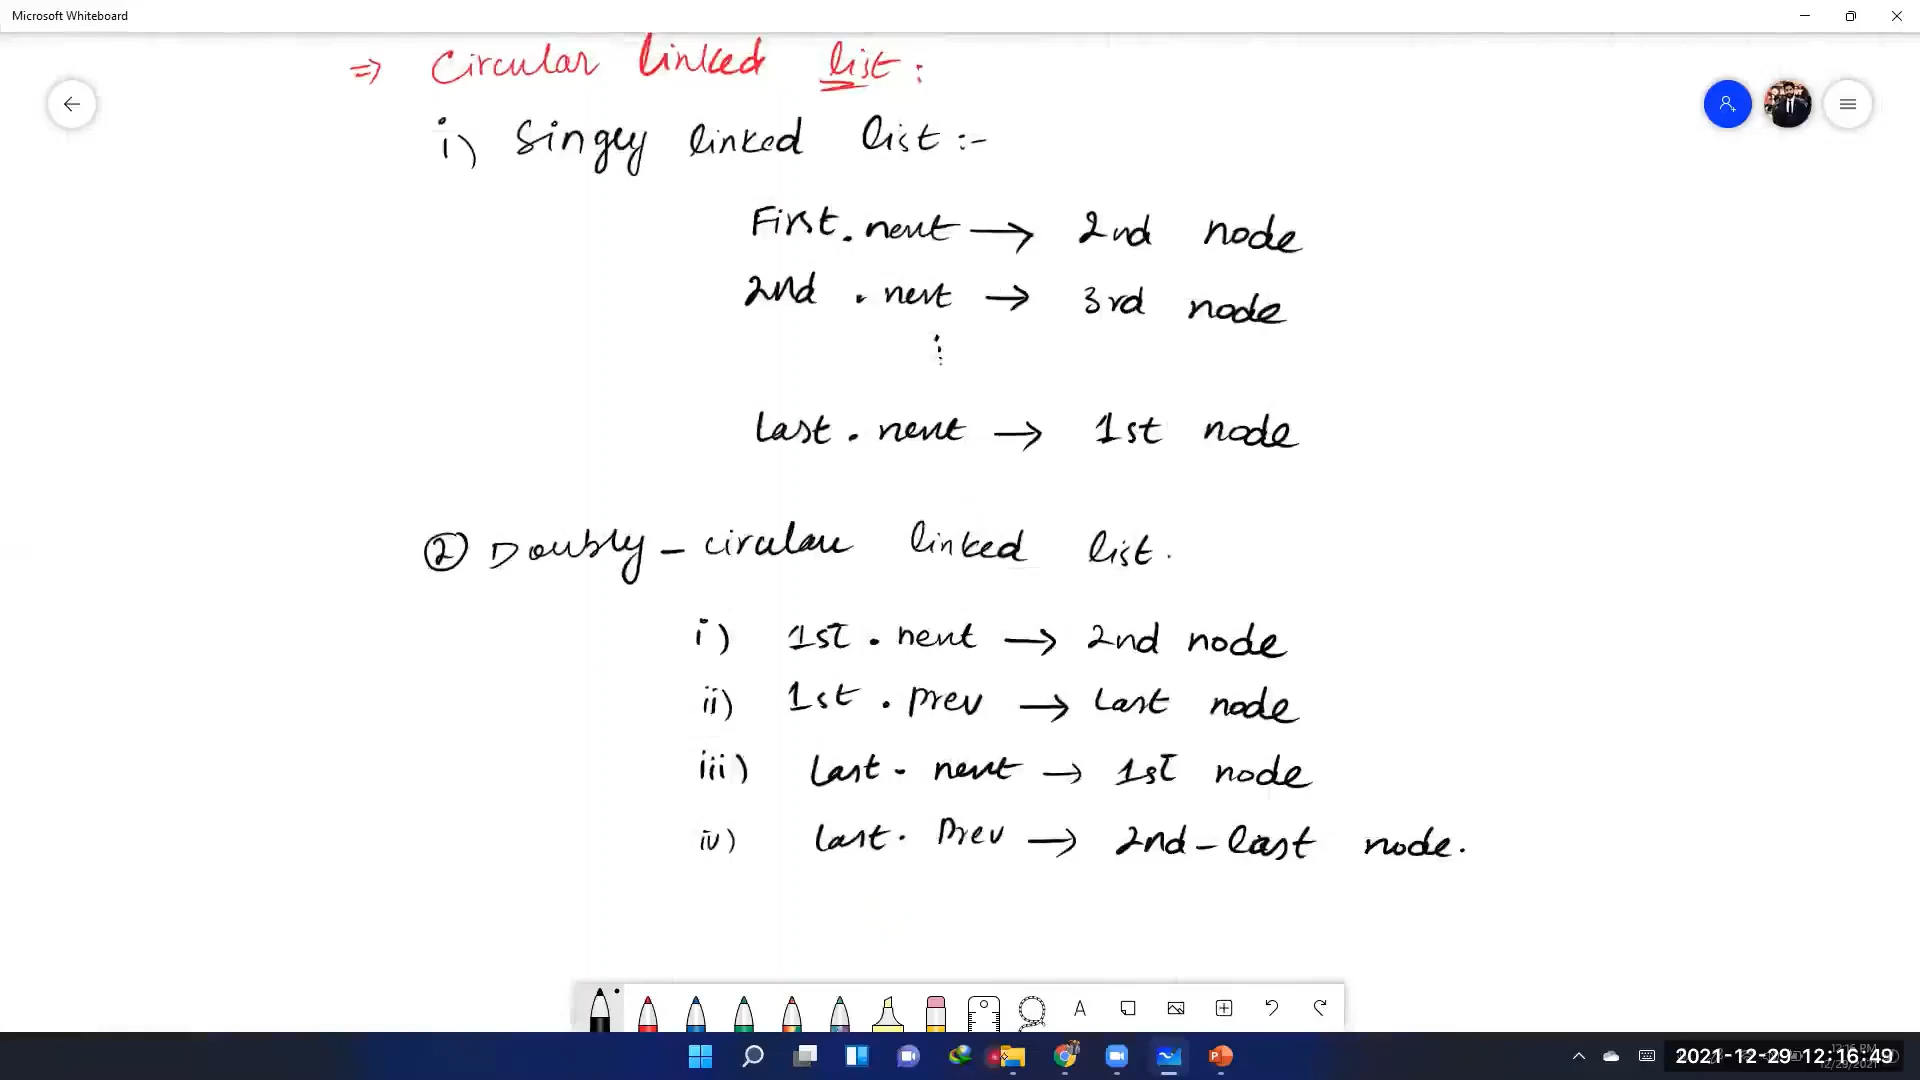 Microsoft Whiteboard
⇒ Circular linked list:
i) Singly linked list :-
First.next → 2nd node
2nd . next → 3rd node
⋮
Last . next → 1st node
② Doubly - circular linked list.
i) 1st . next → 2nd node
ii) 1st . prev → Last node
iii) Last . next → 1st node
iv) Last . Prev → 2nd - last node.
A
2021-12-29 12:16:49